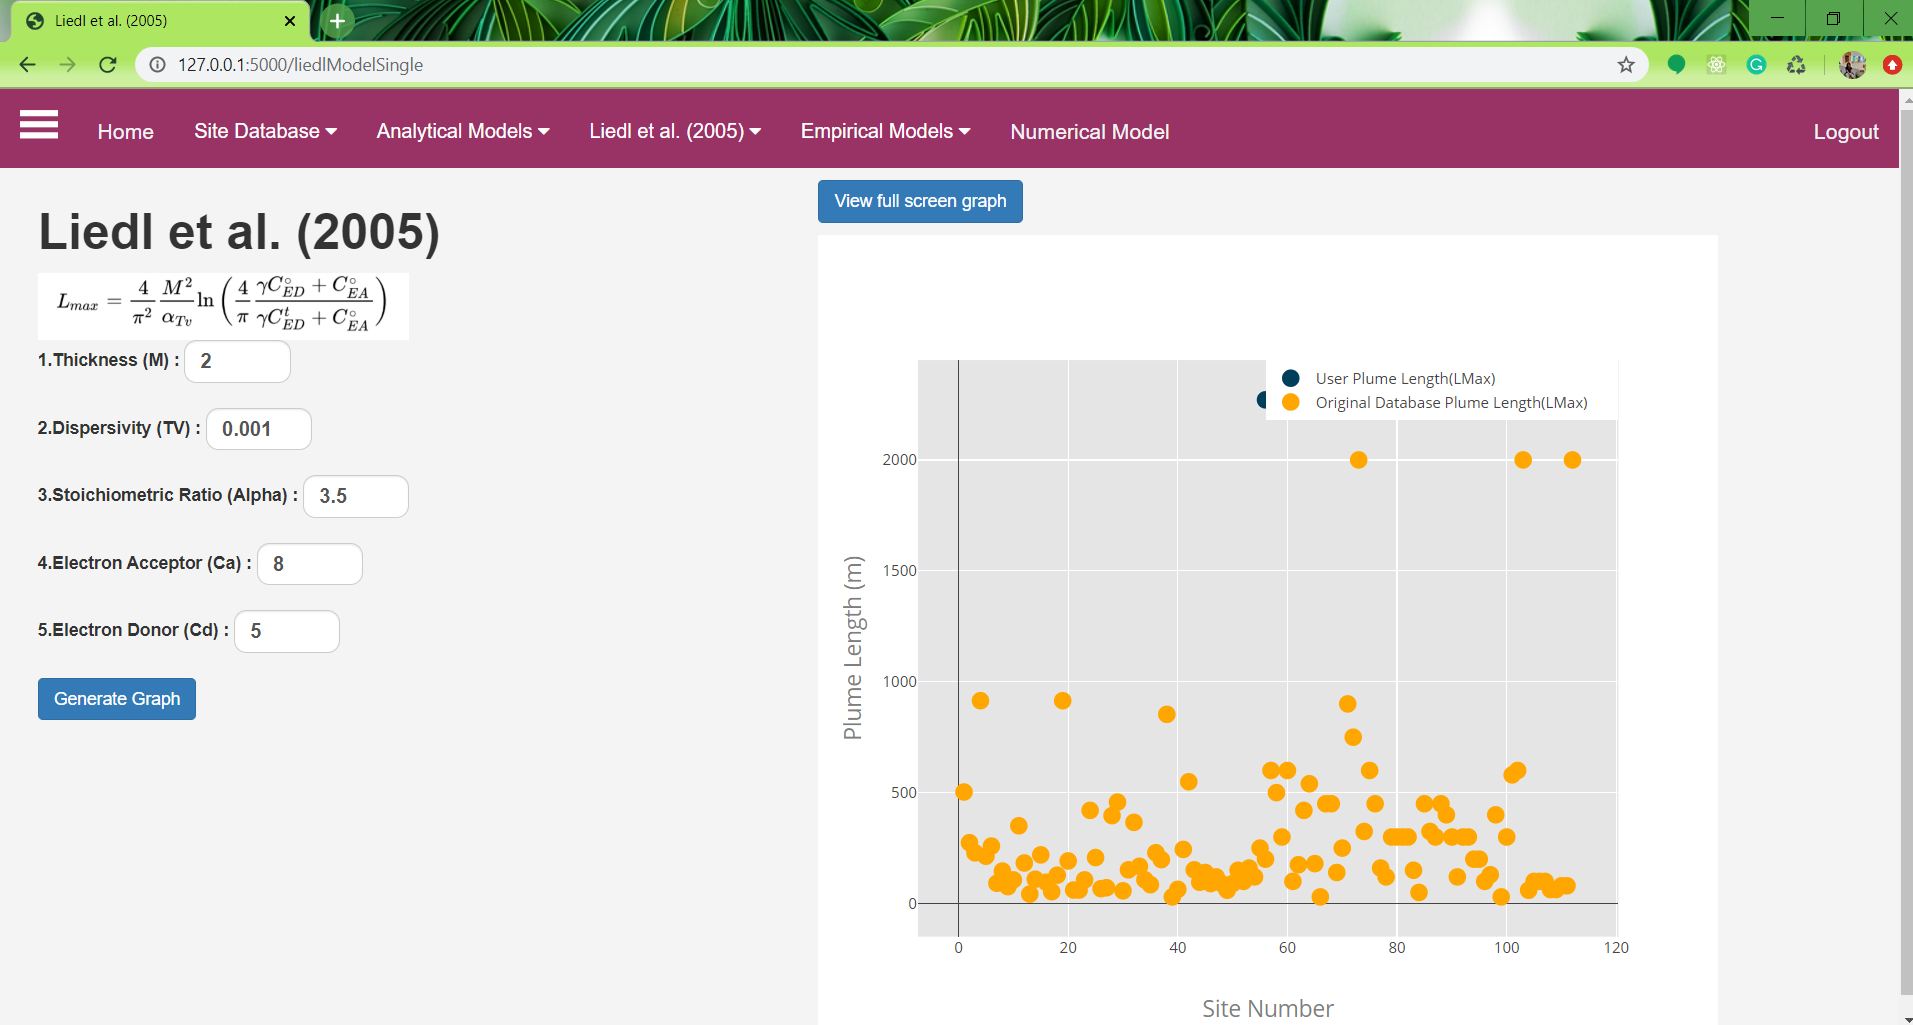 Liedl et al. (2005)
127.0.0.1:5000/liedlModelSingle
Home Site Database Analytical Models Liedl et al. (2005) Empirical Models Numerical Model Logout
View full screen graph
Liedl et al. (2005)
L_{max} = \frac{4}{\pi^2} \frac{M^2}{\alpha_{Tv}} \ln \left( \frac{4}{\pi} \frac{\gamma C^{\circ}_{ED} + C^{\circ}_{EA}}{\gamma C^{t}_{ED} + C^{\circ}_{EA}} \right)
1.Thickness (M) : 2
2.Dispersivity (TV) : 0.001
3.Stoichiometric Ratio (Alpha) : 3.5
4.Electron Acceptor (Ca) : 8
5.Electron Donor (Cd) : 5
Generate Graph
User Plume Length(LMax)
Original Database Plume Length(LMax)
Plume Length (m)
2000
1500
1000
500
0
0 20 40 60 80 100 120
Site Number